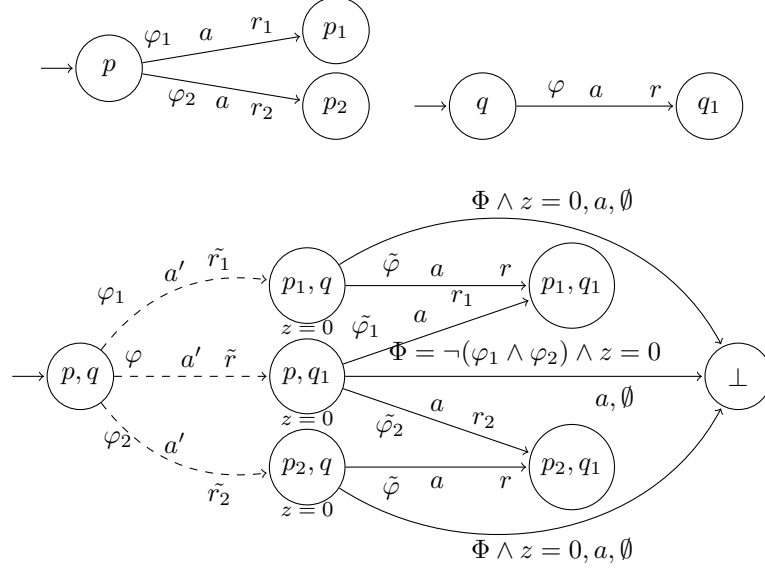 φ₁ a r₁ p₁
p
φ₂ a r₂ p₂
φ a r
q q₁
Φ ∧ z = 0, a, ∅
φ₁ a′ r̃₁ p₁, q φ̃ a r p₁, q₁
z = 0
φ̃₁ a r₁
p, q φ a′ r̃ p, q₁ Φ = ¬(φ₁ ∧ φ₂) ∧ z = 0 ⊥
z = 0 a, ∅
φ̃₂ a r₂
φ₂ a′ r̃₂ p₂, q φ̃ a r p₂, q₁
z = 0
Φ ∧ z = 0, a, ∅